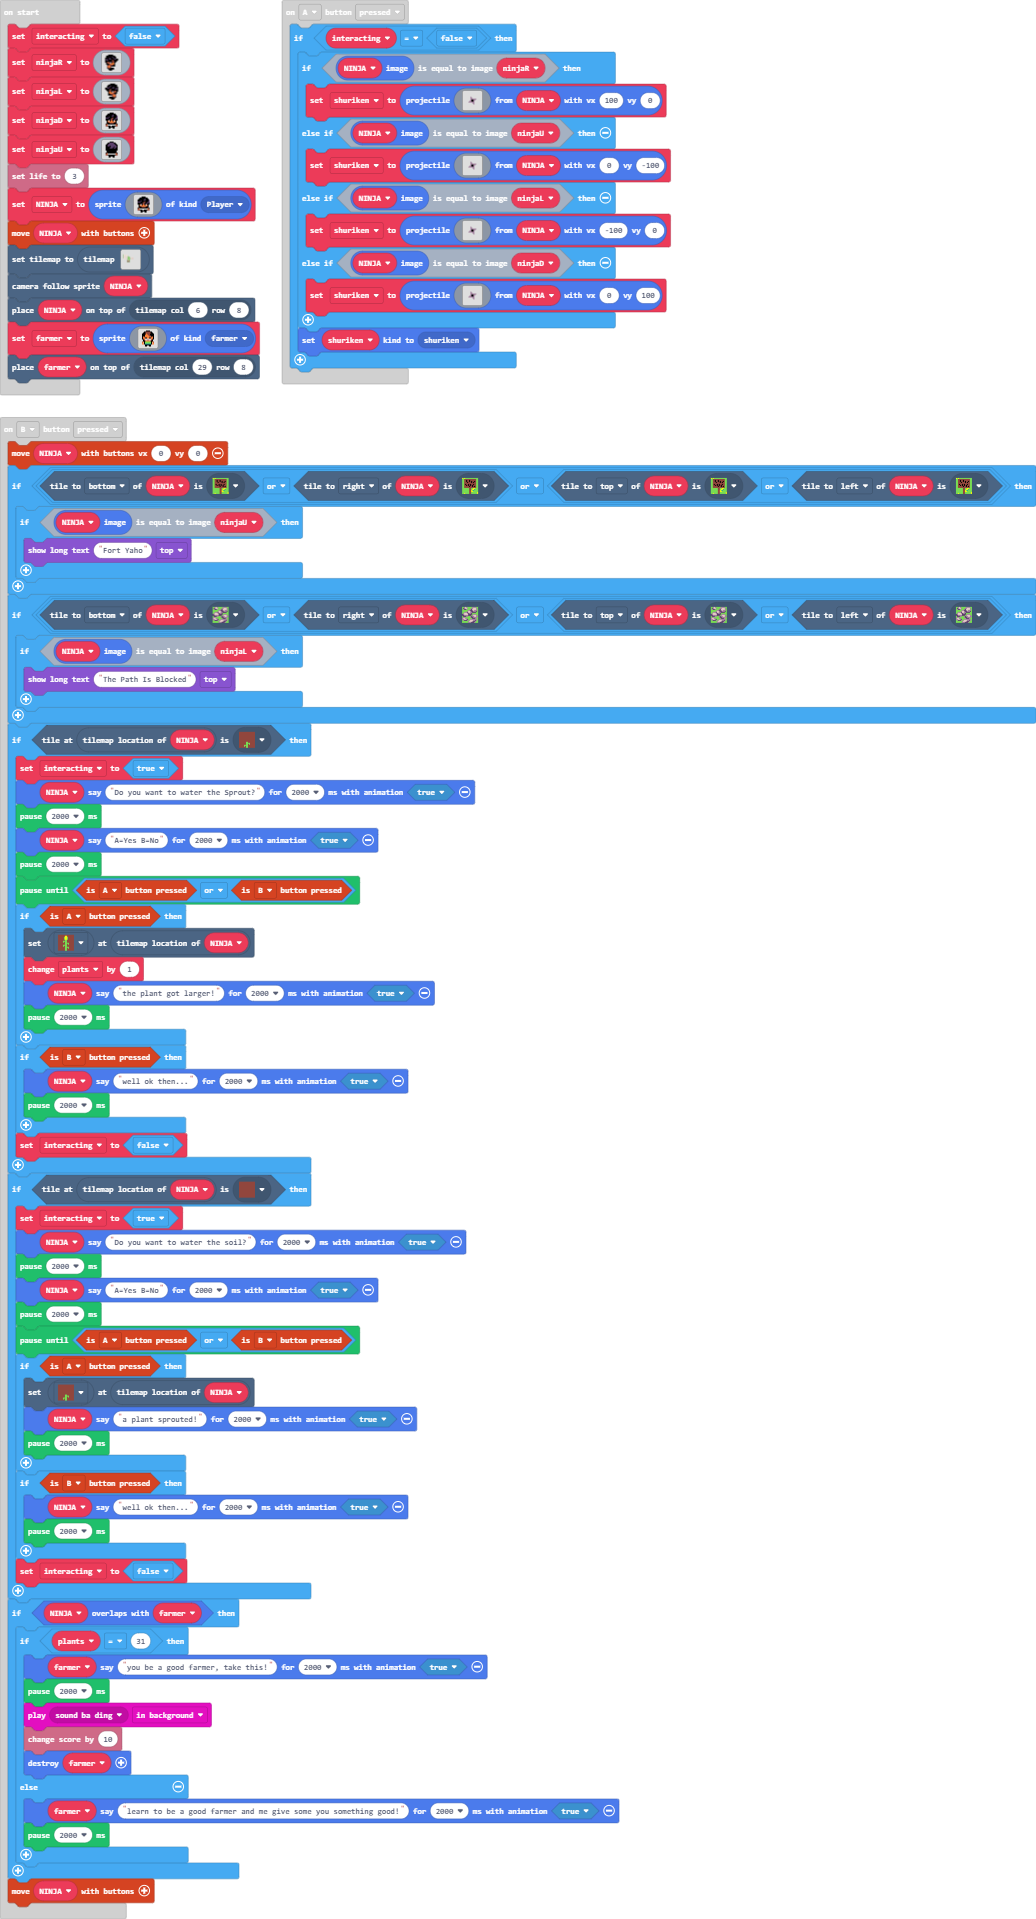 on start
set interacting to false
set ninjaR to
set ninjaL to
set ninjaD to
set ninjaU to
set life to 3
set NINJA to sprite of kind Player
move NINJA with buttons
set tilemap to tilemap
camera follow sprite NINJA
place NINJA on top of tilemap col 6 row 8
set farmer to sprite of kind farmer
place farmer on top of tilemap col 29 row 8
on A button pressed
if interacting = false then
if NINJA image is equal to image ninjaR then
set shuriken to projectile from NINJA with vx 100 vy 0
else if NINJA image is equal to image ninjaU then
set shuriken to projectile from NINJA with vx 0 vy -100
else if NINJA image is equal to image ninjaL then
set shuriken to projectile from NINJA with vx -100 vy 0
else if NINJA image is equal to image ninjaD then
set shuriken to projectile from NINJA with vx 0 vy 100
set shuriken kind to shuriken
on B button pressed
move NINJA with buttons vx 0 vy 0
if tile to bottom of NINJA is or tile to right of NINJA is or tile to top of NINJA is or tile to left of NINJA is then
if NINJA image is equal to image ninjaU then
show long text "Fort Yaho" top
if tile to bottom of NINJA is or tile to right of NINJA is or tile to top of NINJA is or tile to left of NINJA is then
if NINJA image is equal to image ninjaL then
show long text "The Path Is Blocked" top
if tile at tilemap location of NINJA is then
set interacting to true
NINJA say "Do you want to water the Sprout?" for 2000 ms with animation true
pause 2000 ms
NINJA say "A=Yes B=No" for 2000 ms with animation true
pause 2000 ms
pause until is A button pressed or is B button pressed
if is A button pressed then
set at tilemap location of NINJA
change plants by 1
NINJA say "the plant got larger!" for 2000 ms with animation true
pause 2000 ms
if is B button pressed then
NINJA say "well ok then..." for 2000 ms with animation true
pause 2000 ms
set interacting to false
if tile at tilemap location of NINJA is then
set interacting to true
NINJA say "Do you want to water the soil?" for 2000 ms with animation true
pause 2000 ms
NINJA say "A=Yes B=No" for 2000 ms with animation true
pause 2000 ms
pause until is A button pressed or is B button pressed
if is A button pressed then
set at tilemap location of NINJA
NINJA say "a plant sprouted!" for 2000 ms with animation true
pause 2000 ms
if is B button pressed then
NINJA say "well ok then..." for 2000 ms with animation true
pause 2000 ms
set interacting to false
if NINJA overlaps with farmer then
if plants = 31 then
farmer say "you be a good farmer, take this!" for 2000 ms with animation true
pause 2000 ms
play sound ba ding in background
change score by 10
destroy farmer
else
farmer say "learn to be a good farmer and me give some you something good!" for 2000 ms with animation true
pause 2000 ms
move NINJA with buttons